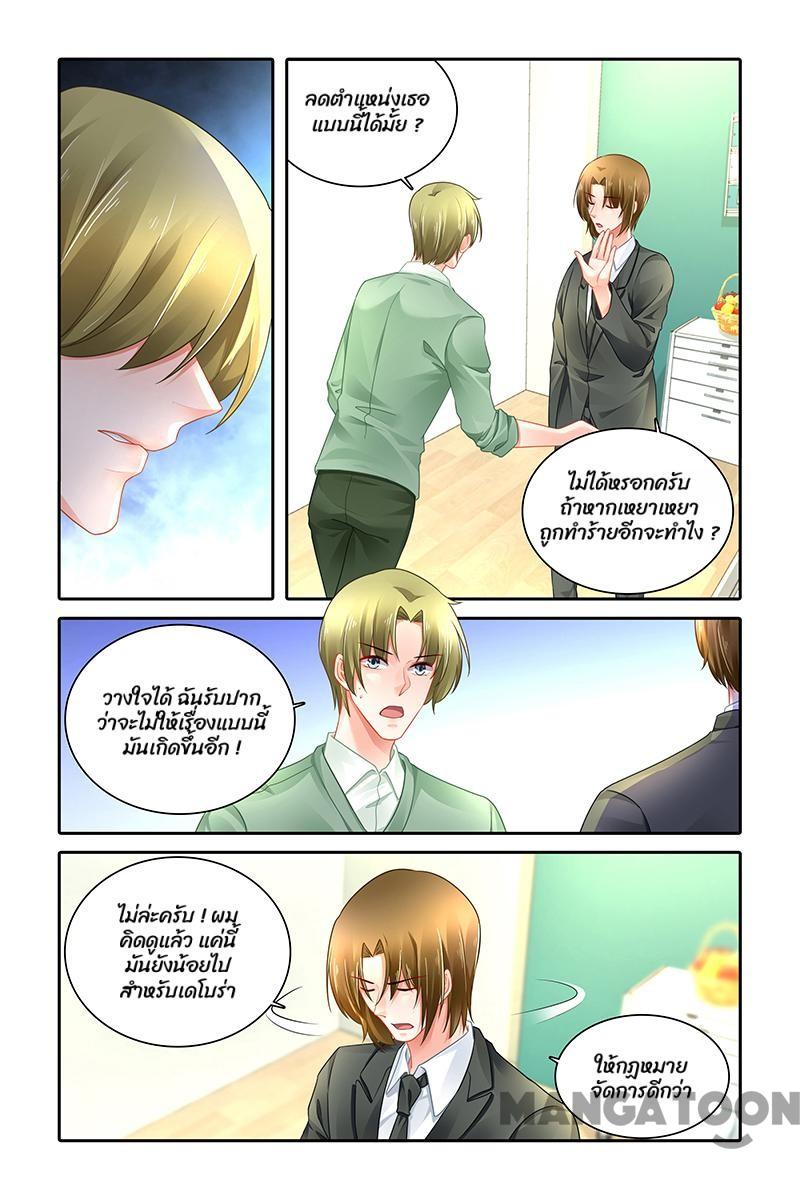 ลดตำแหน่งเธอ
แบบนี้ได้มั้ย ?
ไม่ได้หรอกครับ
ถ้าหากเหยาเหยา
ถูกทำร้ายอีกจะทำไง ?
วางใจได้ ฉันรับปาก
ว่าจะไม่ให้เรื่องแบบนี้
มันเกิดขึ้นอีก !
ไม่ล่ะครับ ! ผม
คิดดูแล้ว แค่นี้
มันยังน้อยไป
สำหรับเดโบร่า
ให้กฎหมาย
จัดการดีกว่า
MANGATOON